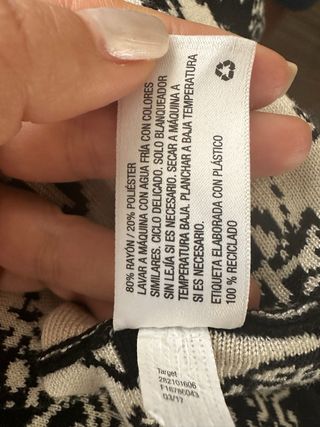 80% RAYÓN / 20% POLIÉSTER
LAVAR A MÁQUINA CON AGUA FRÍA CON COLORES
SIMILARES. CICLO DELICADO. SOLO BLANQUEADOR
SIN LEJÍA SI ES NECESARIO. SECAR A MÁQUINA A
TEMPERATURA BAJA. PLANCHAR A BAJA TEMPERATURA
SI ES NECESARIO.
ETIQUETA ELABORADA CON PLÁSTICO
100 % RECICLADO
Target
282101606
F16786043
03/17